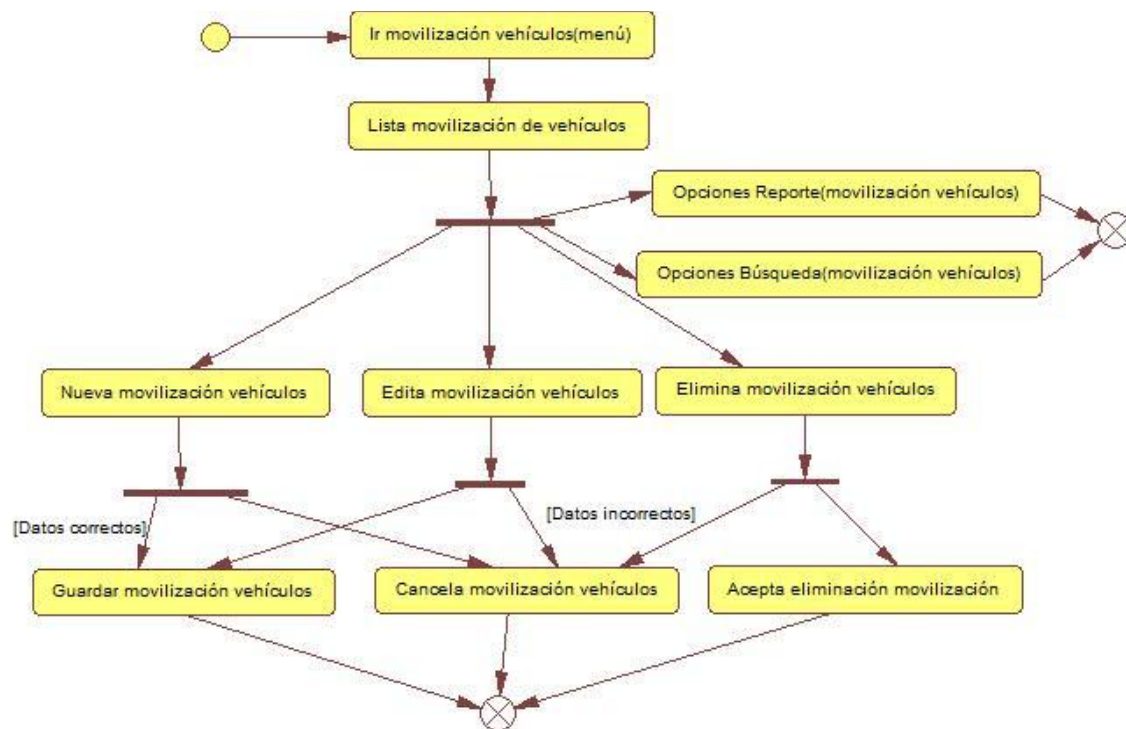 Ir movilización vehículos(menú)
Lista movilización de vehículos
Opciones Reporte(movilización vehículos)
Opciones Búsqueda(movilización vehículos)
Nueva movilización vehículos
Edita movilización vehículos
Elimina movilización vehículos
[Datos correctos]
[Datos incorrectos]
Guardar movilización vehículos
Cancela movilización vehículos
Acepta eliminación movilización